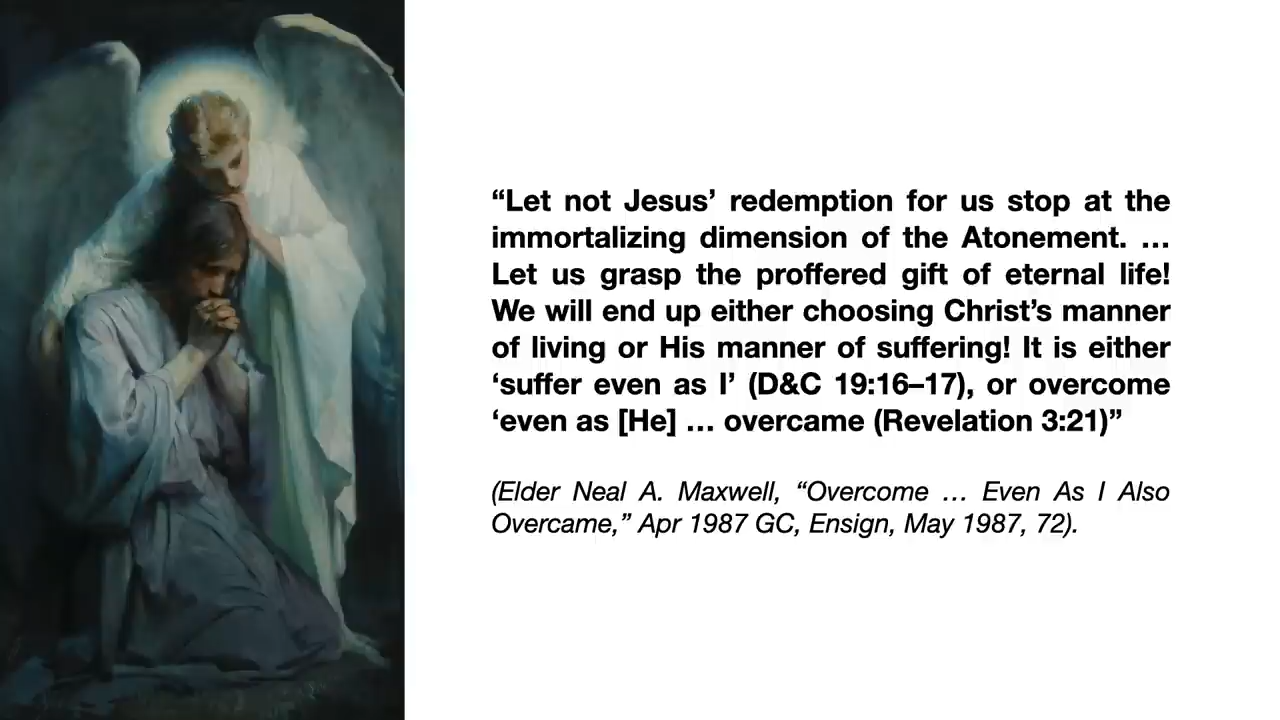 “Let not Jesus’ redemption for us stop at the
immortalizing dimension of the Atonement. …
Let us grasp the proffered gift of eternal life!
We will end up either choosing Christ’s manner
of living or His manner of suffering! It is either
‘suffer even as I’ (D&C 19:16–17), or overcome
‘even as [He] … overcame (Revelation 3:21)”
(Elder Neal A. Maxwell, “Overcome … Even As I Also
Overcame,” Apr 1987 GC, Ensign, May 1987, 72).